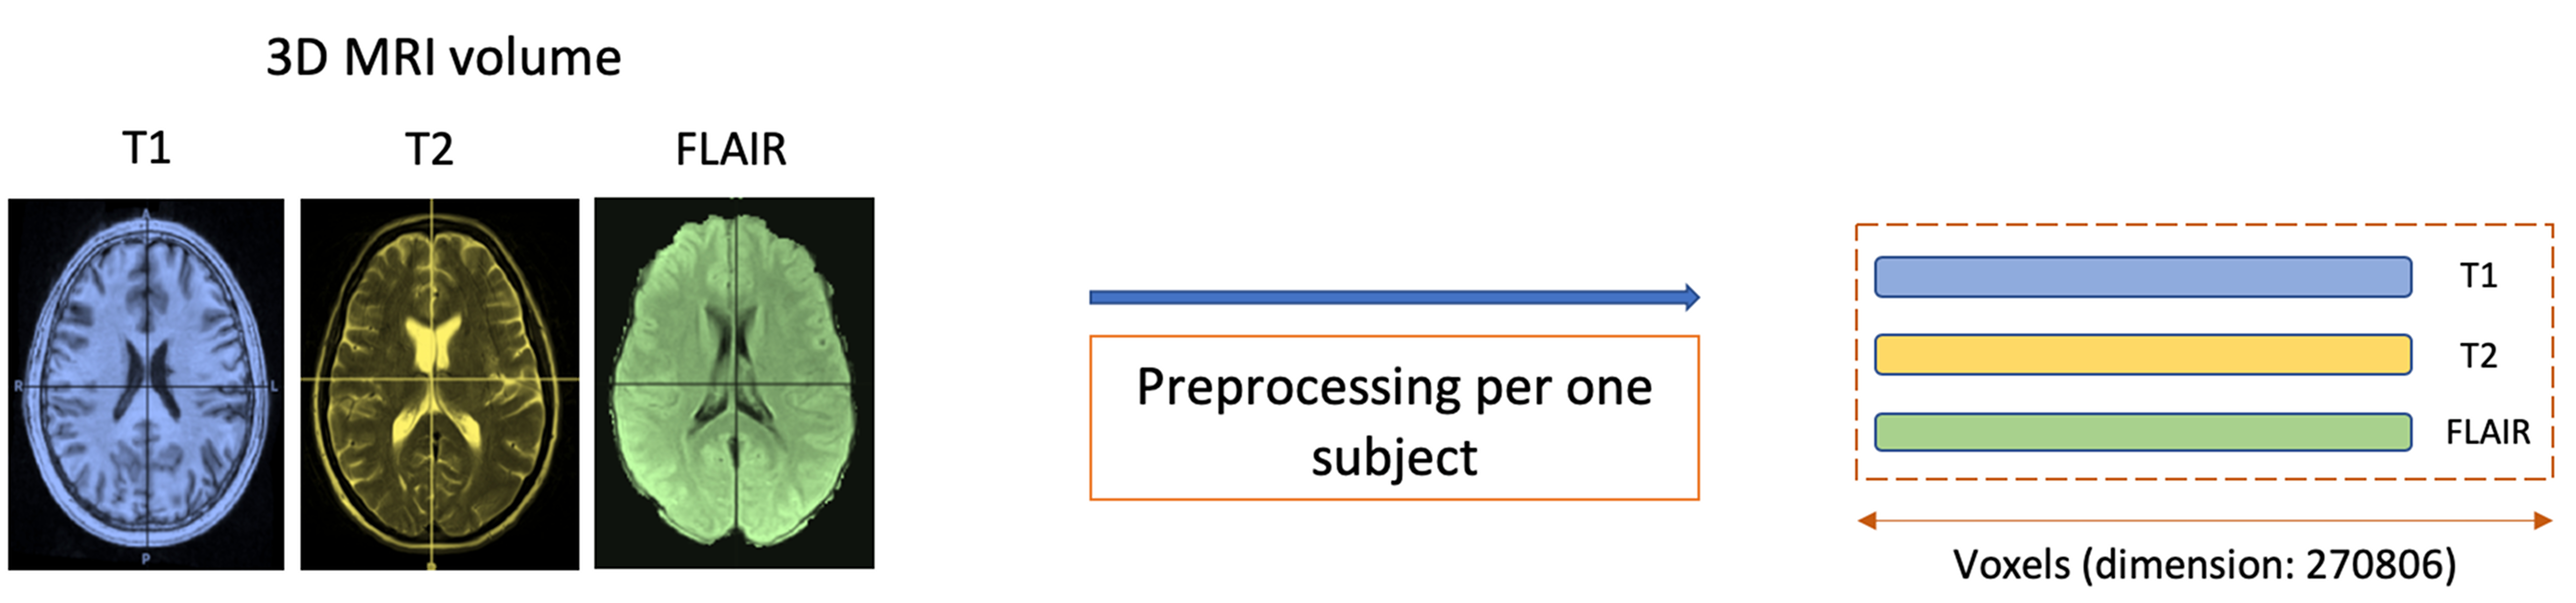 3D MRI volume
T1
T2
FLAIR
A
R
L
P
Preprocessing per one
subject
T1
T2
FLAIR
Voxels (dimension: 270806)